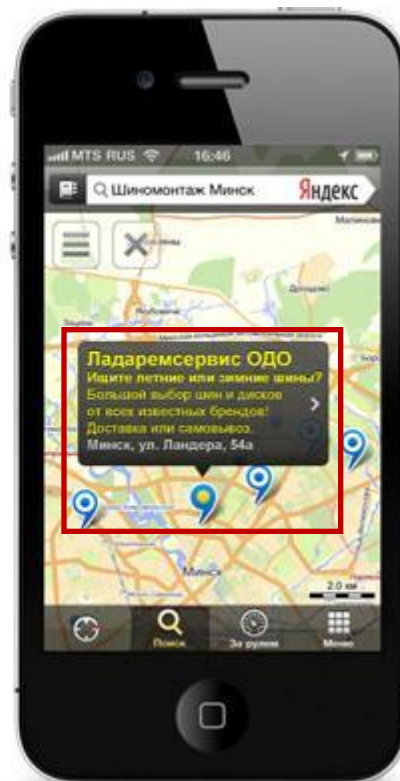 MTS RUS 16:46
Шиномонтаж Минск Яндекс
Ладаремсервис ОДО
Ищите летние или зимние шины?
Большой выбор шин и дисков
от всех известных брендов!
Доставка или самовывоз
Минск, ул. Ландера, 54а
Минск
2.0 км
Поиск За рулем Меню